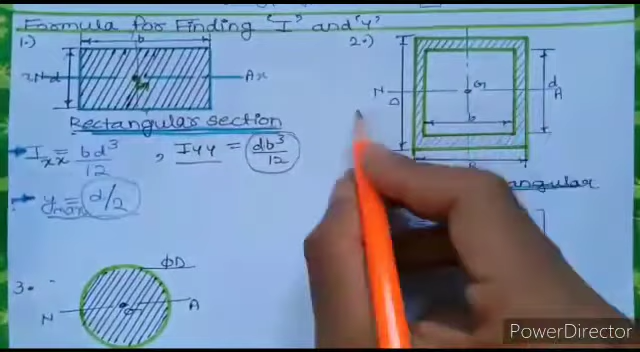 Formula for Finding "I" and "y"
1.)
b
N
d
G
Ax
Rectangular section
Ixx = bd³/12 , Iyy = db³/12
ymax = d/2
2.)
N
D
G
b
d
A
B
angular
3.
ΦD
N
G
A
PowerDirector